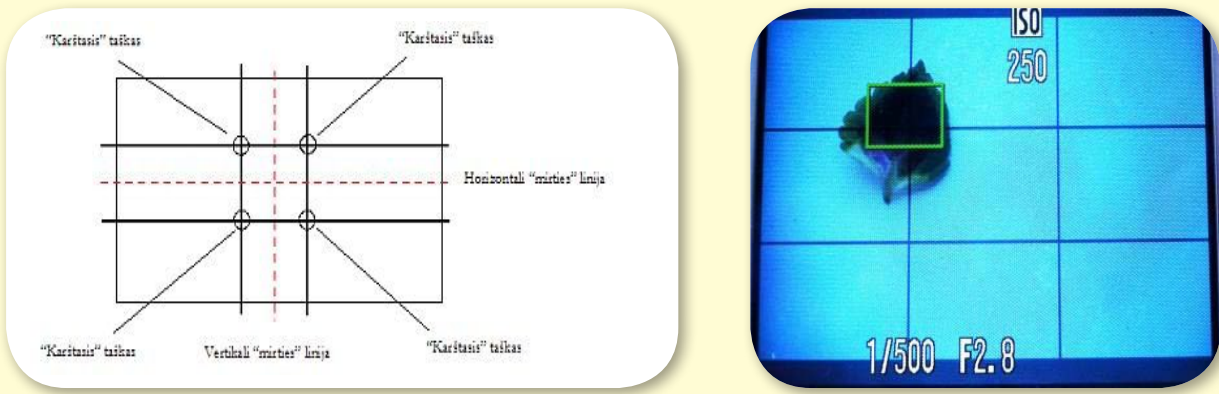 “Karštasis” taškas
“Karštasis” taškas
Horizontali “mirties” linija
“Karštasis” taškas
Vertikali “mirties” linija
“Karštasis” taškas
ISO
250
1/500 F2.8